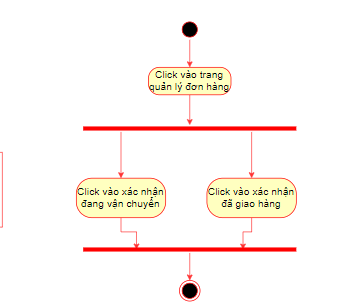 Click vào trang
quản lý đơn hàng
Click vào xác nhận
đang vận chuyển
Click vào xác nhận
đã giao hàng